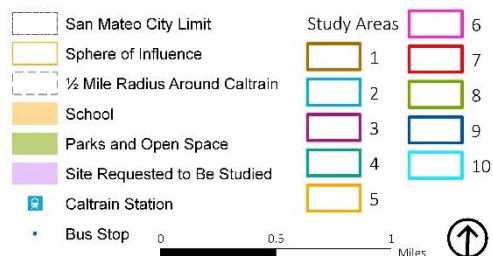 San Mateo City Limit
Sphere of Influence
½ Mile Radius Around Caltrain
School
Parks and Open Space
Site Requested to Be Studied
Caltrain Station
Bus Stop
Study Areas
1
2
3
4
5
6
7
8
9
10
0 0.5 1
Miles